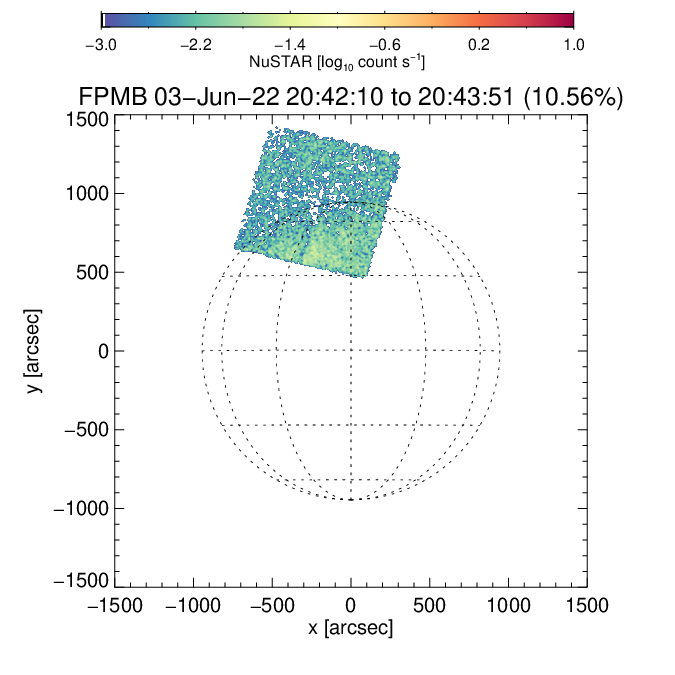 −3.0 −2.2 −1.4 −0.6 0.2 1.0
NuSTAR [log₁₀ count s⁻¹]
FPMB 03−Jun−22 20:42:10 to 20:43:51 (10.56%)
1500
1000
500
0
−500
−1000
−1500
y [arcsec]
−1500 −1000 −500 0 500 1000 1500
x [arcsec]